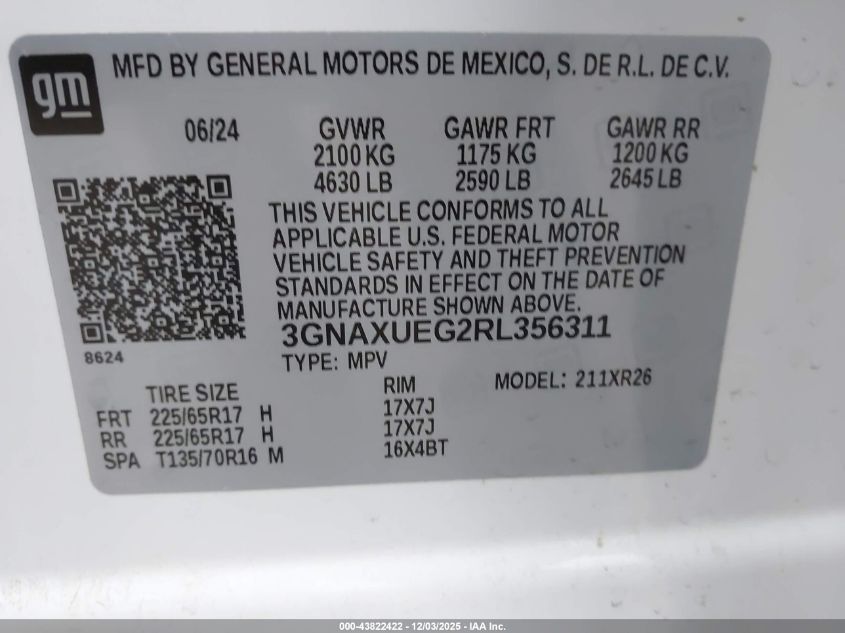 gm
MFD BY GENERAL MOTORS DE MEXICO, S. DE R.L. DE C.V.
06/24 GVWR GAWR FRT GAWR RR
2100 KG 1175 KG 1200 KG
4630 LB 2590 LB 2645 LB
THIS VEHICLE CONFORMS TO ALL
APPLICABLE U.S. FEDERAL MOTOR
VEHICLE SAFETY AND THEFT PREVENTION
STANDARDS IN EFFECT ON THE DATE OF
MANUFACTURE SHOWN ABOVE.
3GNAXUEG2RL356311
8624
TYPE: MPV
TIRE SIZE RIM MODEL: 211XR26
FRT 225/65R17 H 17X7J
RR 225/65R17 H 17X7J
SPA T135/70R16 M 16X4BT
000-43822422 - 12/03/2025 - IAA Inc.